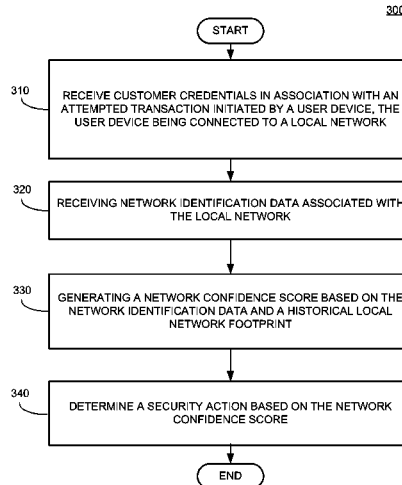 300
START
310
RECEIVE CUSTOMER CREDENTIALS IN ASSOCIATION WITH AN
ATTEMPTED TRANSACTION INITIATED BY A USER DEVICE, THE
USER DEVICE BEING CONNECTED TO A LOCAL NETWORK
320
RECEIVING NETWORK IDENTIFICATION DATA ASSOCIATED WITH
THE LOCAL NETWORK
330
GENERATING A NETWORK CONFIDENCE SCORE BASED ON THE
NETWORK IDENTIFICATION DATA AND A HISTORICAL LOCAL
NETWORK FOOTPRINT
340
DETERMINE A SECURITY ACTION BASED ON THE NETWORK
CONFIDENCE SCORE
END